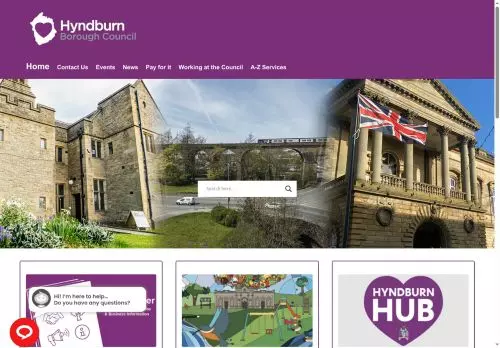 Hyndburn
Borough Council
Home Contact Us Events News Pay for it Working at the Council A-Z Services
Search here..
Hi! I'm here to help...
Do you have any questions?
& Business Information
HYNDBURN
HUB